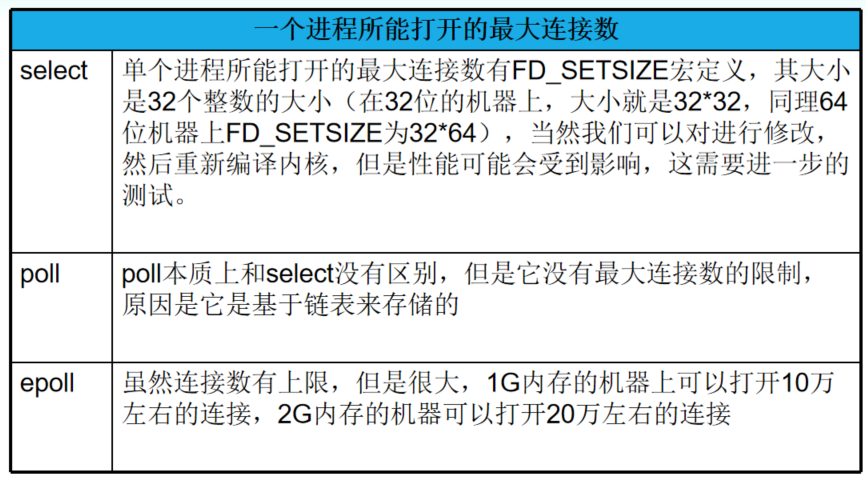 一个进程所能打开的最大连接数
select
单个进程所能打开的最大连接数有FD_SETSIZE宏定义，其大小
是32个整数的大小（在32位的机器上，大小就是32*32，同理64
位机器上FD_SETSIZE为32*64），当然我们可以对进行修改，
然后重新编译内核，但是性能可能会受到影响，这需要进一步的
测试。
poll
poll本质上和select没有区别，但是它没有最大连接数的限制，
原因是它是基于链表来存储的
epoll
虽然连接数有上限，但是很大，1G内存的机器上可以打开10万
左右的连接，2G内存的机器可以打开20万左右的连接